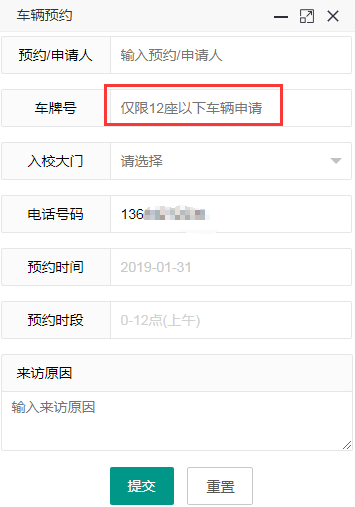 车辆预约
预约/申请人 输入预约/申请人
车牌号 仅限12座以下车辆申请
入校大门 请选择
电话号码 136
预约时间 2019-01-31
预约时段 0-12点(上午)
来访原因
输入来访原因
提交 重置